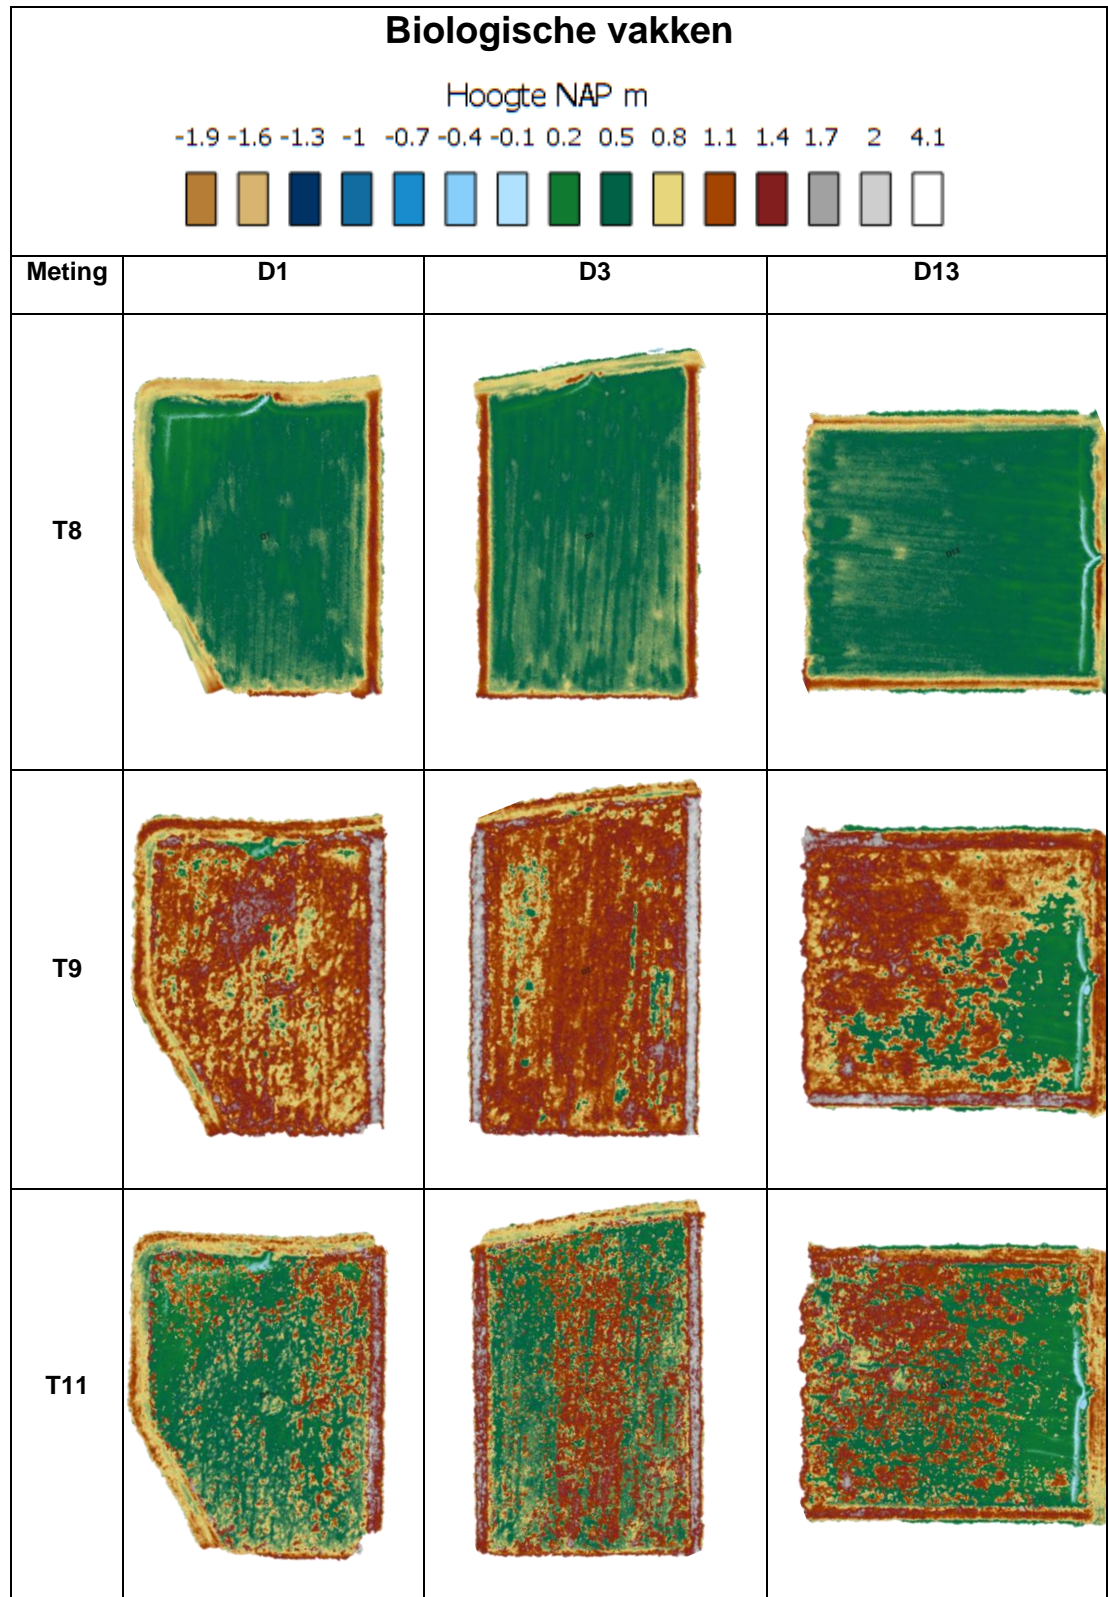 Biologische vakken
Hoogte NAP m
-1.9 -1.6 -1.3 -1 -0.7 -0.4 -0.1 0.2 0.5 0.8 1.1 1.4 1.7 2 4.1
Meting D1 D3 D13
T8
T9
T11